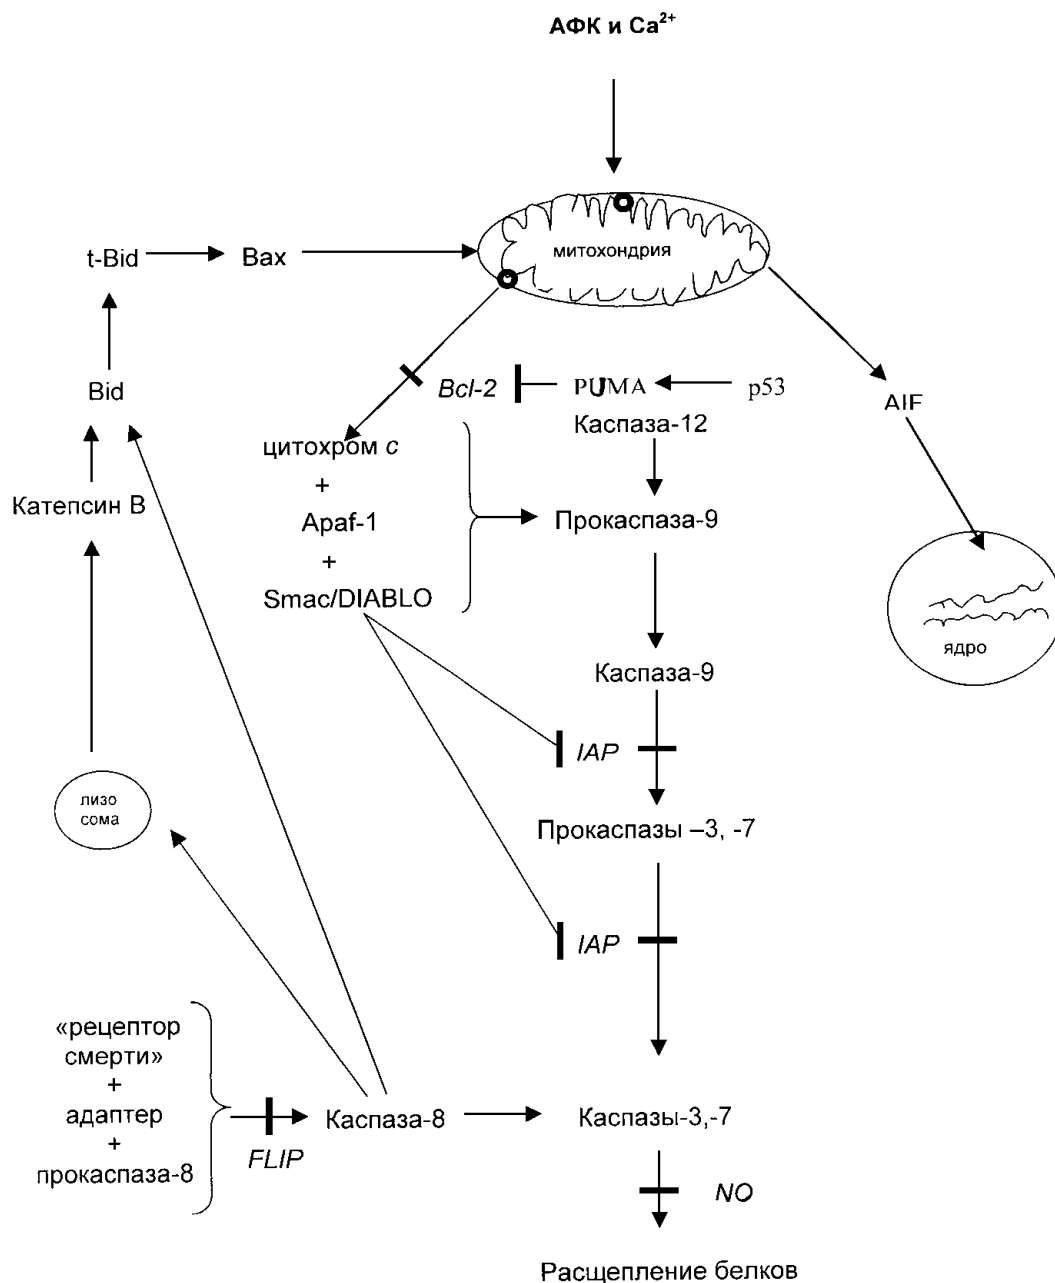 АФК и Ca²⁺
митохондрия
t-Bid
Bax
Bid
Bcl-2
PUMA
p53
AIF
Каспаза-12
цитохром с
+
Apaf-1
+
Smac/DIABLO
Катепсин В
Прокаспаза-9
ядро
Каспаза-9
IAP
лизо
сома
Прокаспазы –3, -7
IAP
«рецептор
смерти»
+
адаптер
+
прокаспаза-8
FLIP
Каспаза-8
Каспазы-3,-7
NO
Расщепление белков